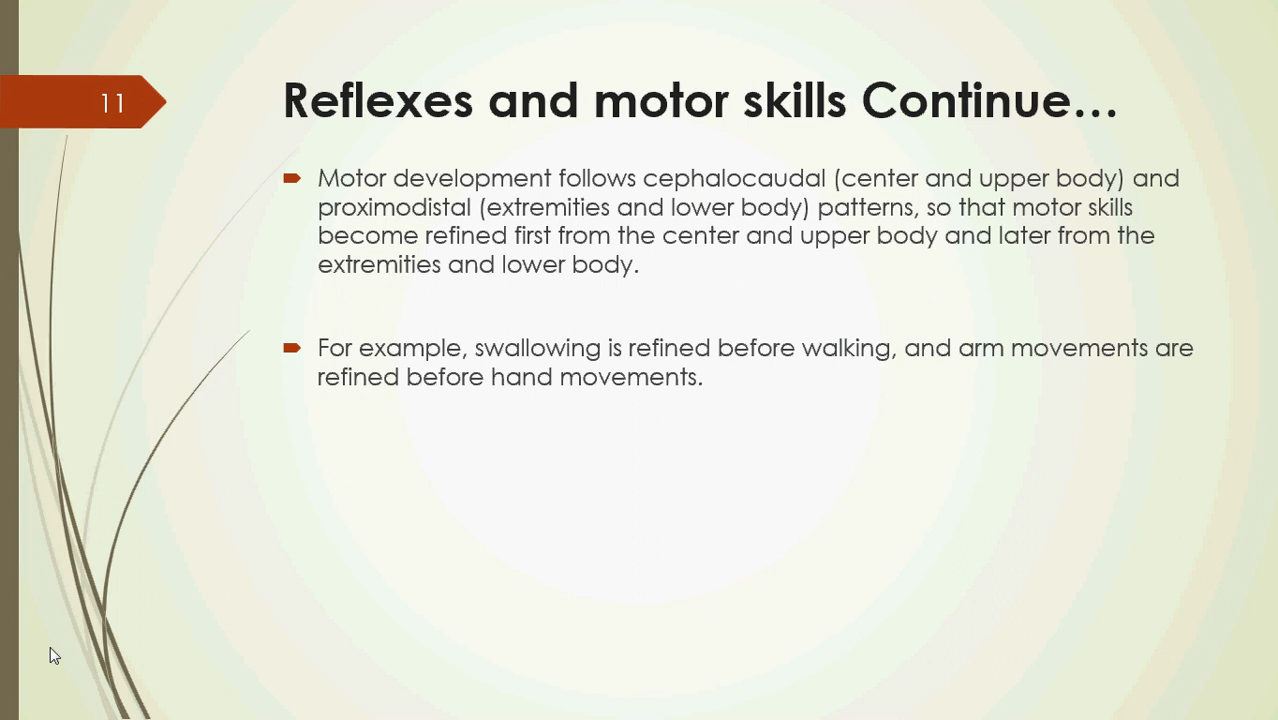 11
Reflexes and motor skills Continue…
Motor development follows cephalocaudal (center and upper body) and
proximodistal (extremities and lower body) patterns, so that motor skills
become refined first from the center and upper body and later from the
extremities and lower body.
For example, swallowing is refined before walking, and arm movements are
refined before hand movements.